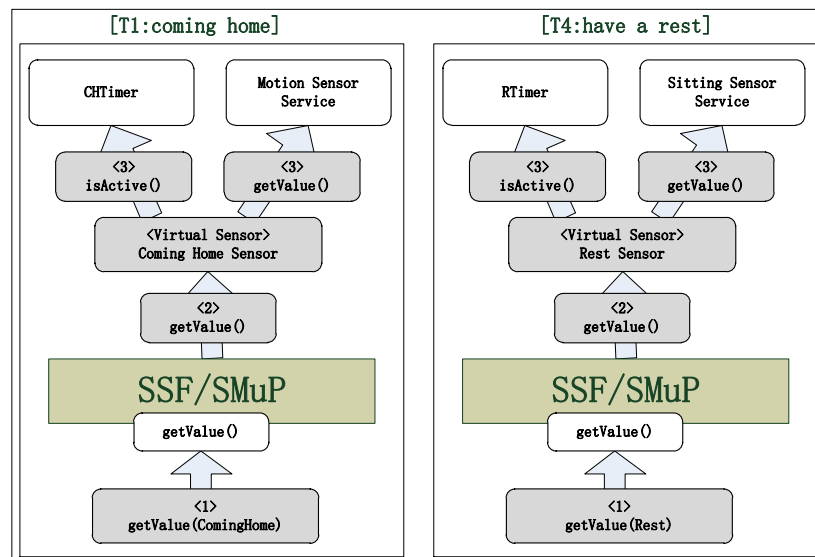 [T1:coming home]
CHTimer
Motion Sensor
Service
<3>
isActive()
<3>
getValue()
<Virtual Sensor>
Coming Home Sensor
<2>
getValue()
SSF/SMuP
getValue()
<1>
getValue(ComingHome)
[T4:have a rest]
RTimer
Sitting Sensor
Service
<3>
isActive()
<3>
getValue()
<Virtual Sensor>
Rest Sensor
<2>
getValue()
SSF/SMuP
getValue()
<1>
getValue(Rest)